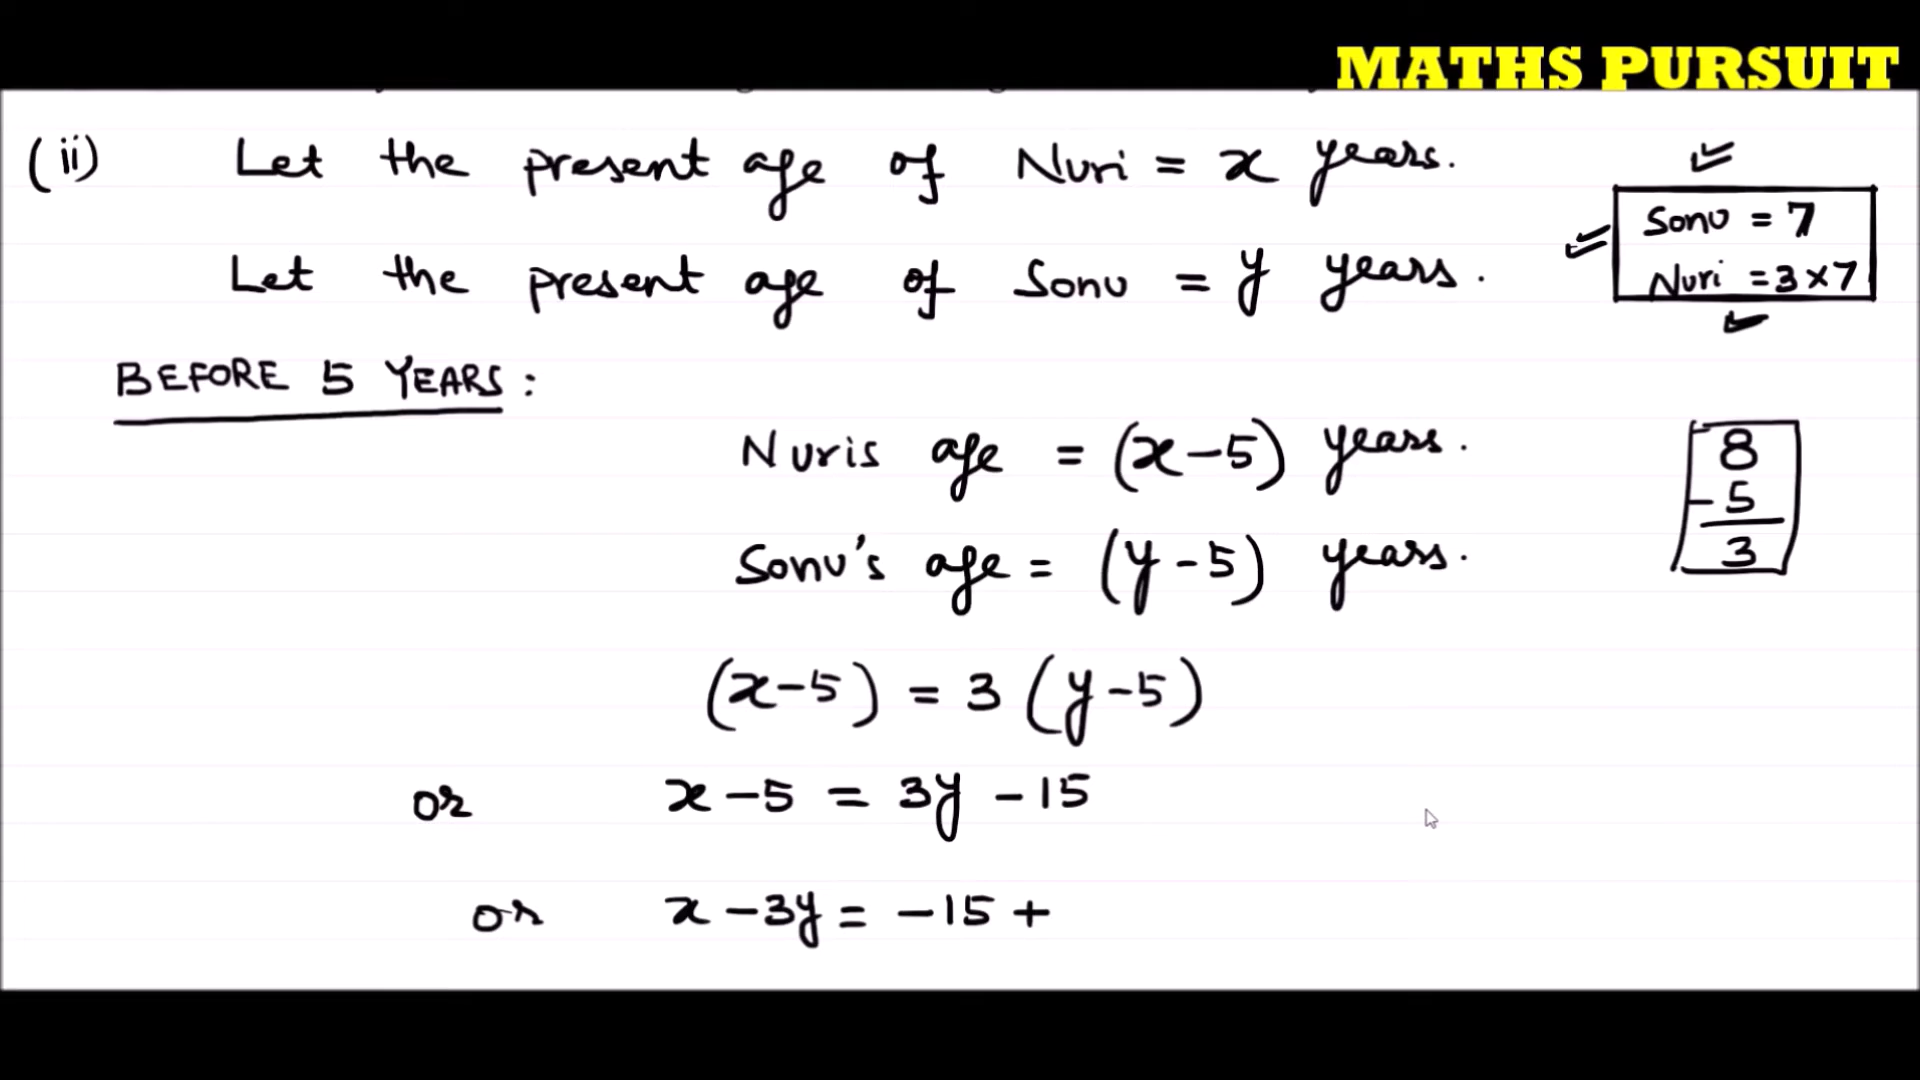 MATHS PURSUIT
(ii) Let the present age of Nuri = x years.
Let the present age of Sonu = y years.
Sonu = 7
Nuri = 3 × 7
BEFORE 5 YEARS :
Nuris age = (x - 5) years.
Sonu's age = (y - 5) years.
8
- 5
3
(x - 5) = 3 (y - 5)
or x - 5 = 3y - 15
or x - 3y = - 15 +